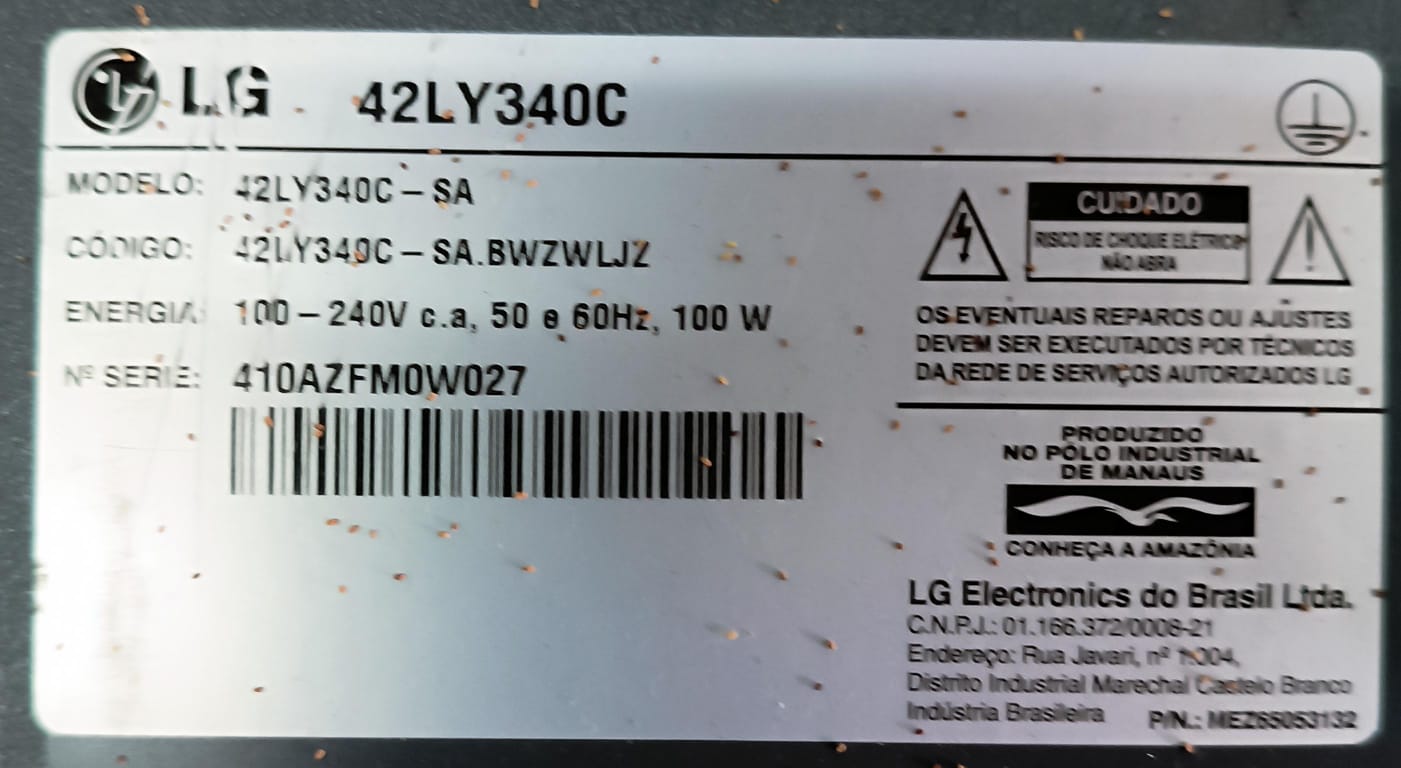 LG 42LY340C
MODELO: 42LY340C-SA
CÓDIGO: 42LY340C-SA.BWZWLJZ
ENERGIA: 100-240V c.a, 50 e 60Hz, 100 W
Nº SERIE: 410AZFM0W027
CUIDADO
RISCO DE CHOQUE ELÉTRICO
NÃO ABRA
OS EVENTUAIS REPAROS OU AJUSTES
DEVEM SER EXECUTADOS POR TÉCNICOS
DA REDE DE SERVIÇOS AUTORIZADOS LG
PRODUZIDO
NO PÓLO INDUSTRIAL
DE MANAUS
CONHEÇA A AMAZÔNIA
LG Electronics do Brasil Ltda.
C.N.P.J.: 01.166.372/0008-21
Endereço: Rua Javari, nº 1.004,
Distrito Industrial Marechal Castelo Branco
Indústria Brasileira P/N.: MEZ65053132